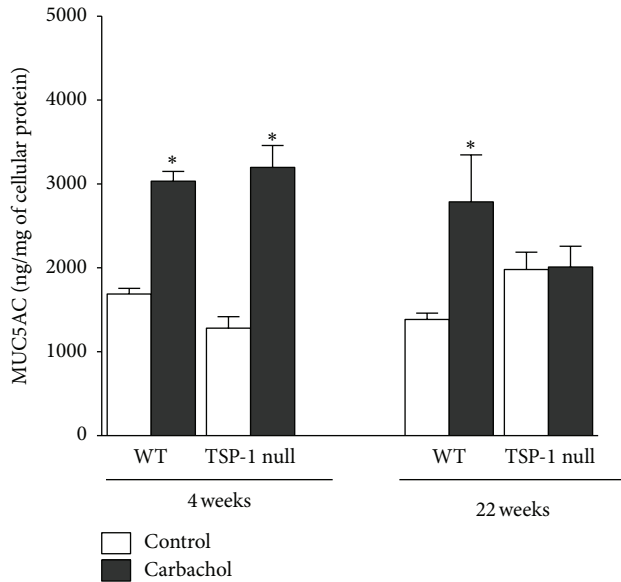 5000
4000
3000
2000
1000
0
MUC5AC (ng/mg of cellular protein)
* * *
WT TSP-1 null WT TSP-1 null
4 weeks 22 weeks
Control
Carbachol